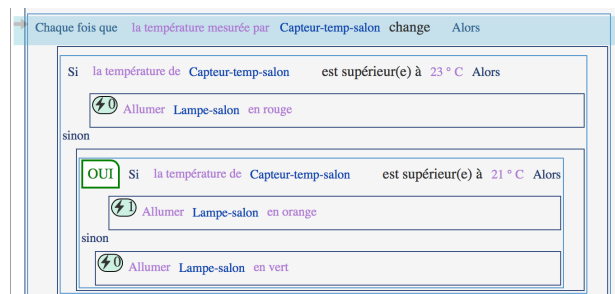 Chaque fois que la température mesurée par Capteur-temp-salon change Alors
Si la température de Capteur-temp-salon est supérieur(e) à 23 ° C Alors
0 Allumer Lampe-salon en rouge
sinon
OUI Si la température de Capteur-temp-salon est supérieur(e) à 21 ° C Alors
1 Allumer Lampe-salon en orange
sinon
0 Allumer Lampe-salon en vert